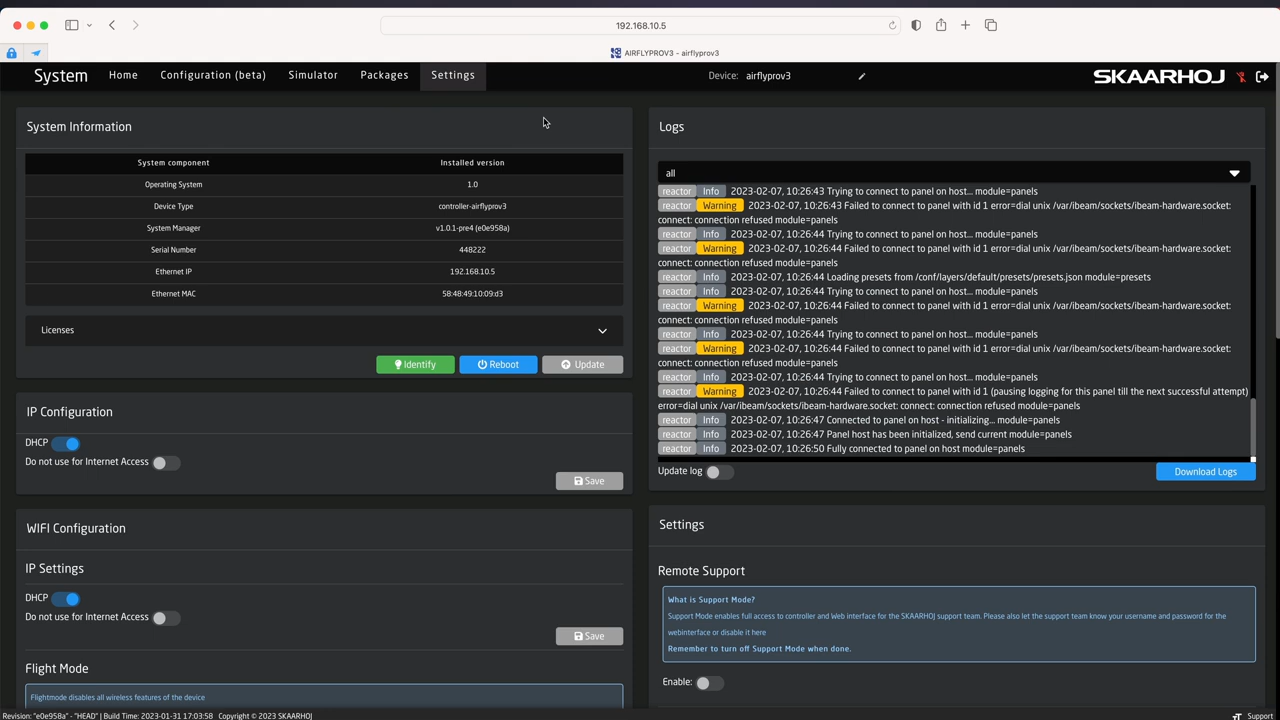 192.168.10.5
AIRFLYPROV3 – airflyprov3
System Home Configuration (beta) Simulator Packages Settings Device: airflyprov3 SKAARHOJ
System Information
System component Installed version
Operating System 1.0
Device Type controller-airflyprov3
System Manager v1.0.1-pre4 (e0e958a)
Serial Number 448222
Ethernet IP 192.168.10.5
Ethernet MAC 58:48:49:10:09:d3
Licenses
Identify Reboot Update
IP Configuration
DHCP
Do not use for Internet Access
Save
WIFI Configuration
IP Settings
DHCP
Do not use for Internet Access
Save
Flight Mode
Flightmode disables all wireless features of the device
Logs
all
reactor Info 2023-02-07, 10:26:43 Trying to connect to panel on host... module=panels
reactor Warning 2023-02-07, 10:26:43 Failed to connect to panel with id 1 error=dial unix /var/ibeam/sockets/ibeam-hardware.socket:
connect: connection refused module=panels
reactor Info 2023-02-07, 10:26:44 Trying to connect to panel on host... module=panels
reactor Warning 2023-02-07, 10:26:44 Failed to connect to panel with id 1 error=dial unix /var/ibeam/sockets/ibeam-hardware.socket:
connect: connection refused module=panels
reactor Info 2023-02-07, 10:26:44 Loading presets from /conf/layers/default/presets/presets.json module=presets
reactor Info 2023-02-07, 10:26:44 Trying to connect to panel on host... module=panels
reactor Warning 2023-02-07, 10:26:44 Failed to connect to panel with id 1 error=dial unix /var/ibeam/sockets/ibeam-hardware.socket:
connect: connection refused module=panels
reactor Info 2023-02-07, 10:26:44 Trying to connect to panel on host... module=panels
reactor Warning 2023-02-07, 10:26:44 Failed to connect to panel with id 1 error=dial unix /var/ibeam/sockets/ibeam-hardware.socket:
connect: connection refused module=panels
reactor Info 2023-02-07, 10:26:44 Trying to connect to panel on host... module=panels
reactor Warning 2023-02-07, 10:26:44 Failed to connect to panel with id 1 (pausing logging for this panel till the next successful attempt)
error=dial unix /var/ibeam/sockets/ibeam-hardware.socket: connect: connection refused module=panels
reactor Info 2023-02-07, 10:26:47 Connected to panel on host - initializing... module=panels
reactor Info 2023-02-07, 10:26:47 Panel host has been initialized, send current module=panels
reactor Info 2023-02-07, 10:26:50 Fully connected to panel on host module=panels
Update log Download Logs
Settings
Remote Support
What is Support Mode?
Support Mode enables full access to controller and Web interface for the SKAARHOJ support team. Please also let the support team know your username and password for the
webinterface or disable it here
Remember to turn off Support Mode when done.
Enable:
Revision: "e0e958a" - "HEAD" | Build Time: 2023-01-31 17:03:58 Copyright © 2023 SKAARHOJ Support